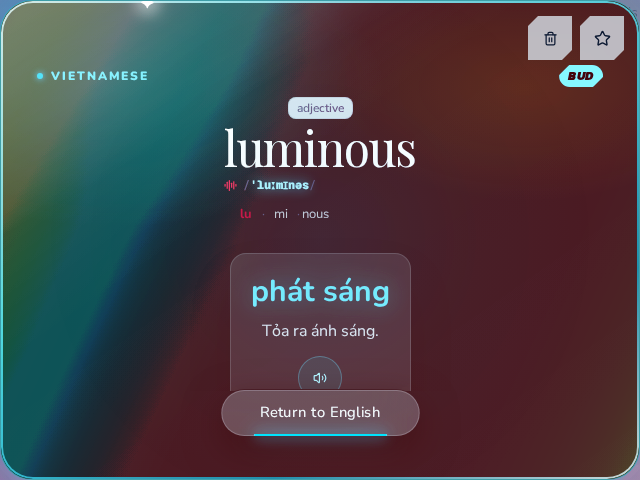 VIETNAMESE
BUD
adjective
luminous
/ˈluːmɪnəs/
lu · mi · nous
phát sáng
Tỏa ra ánh sáng.
Return to English